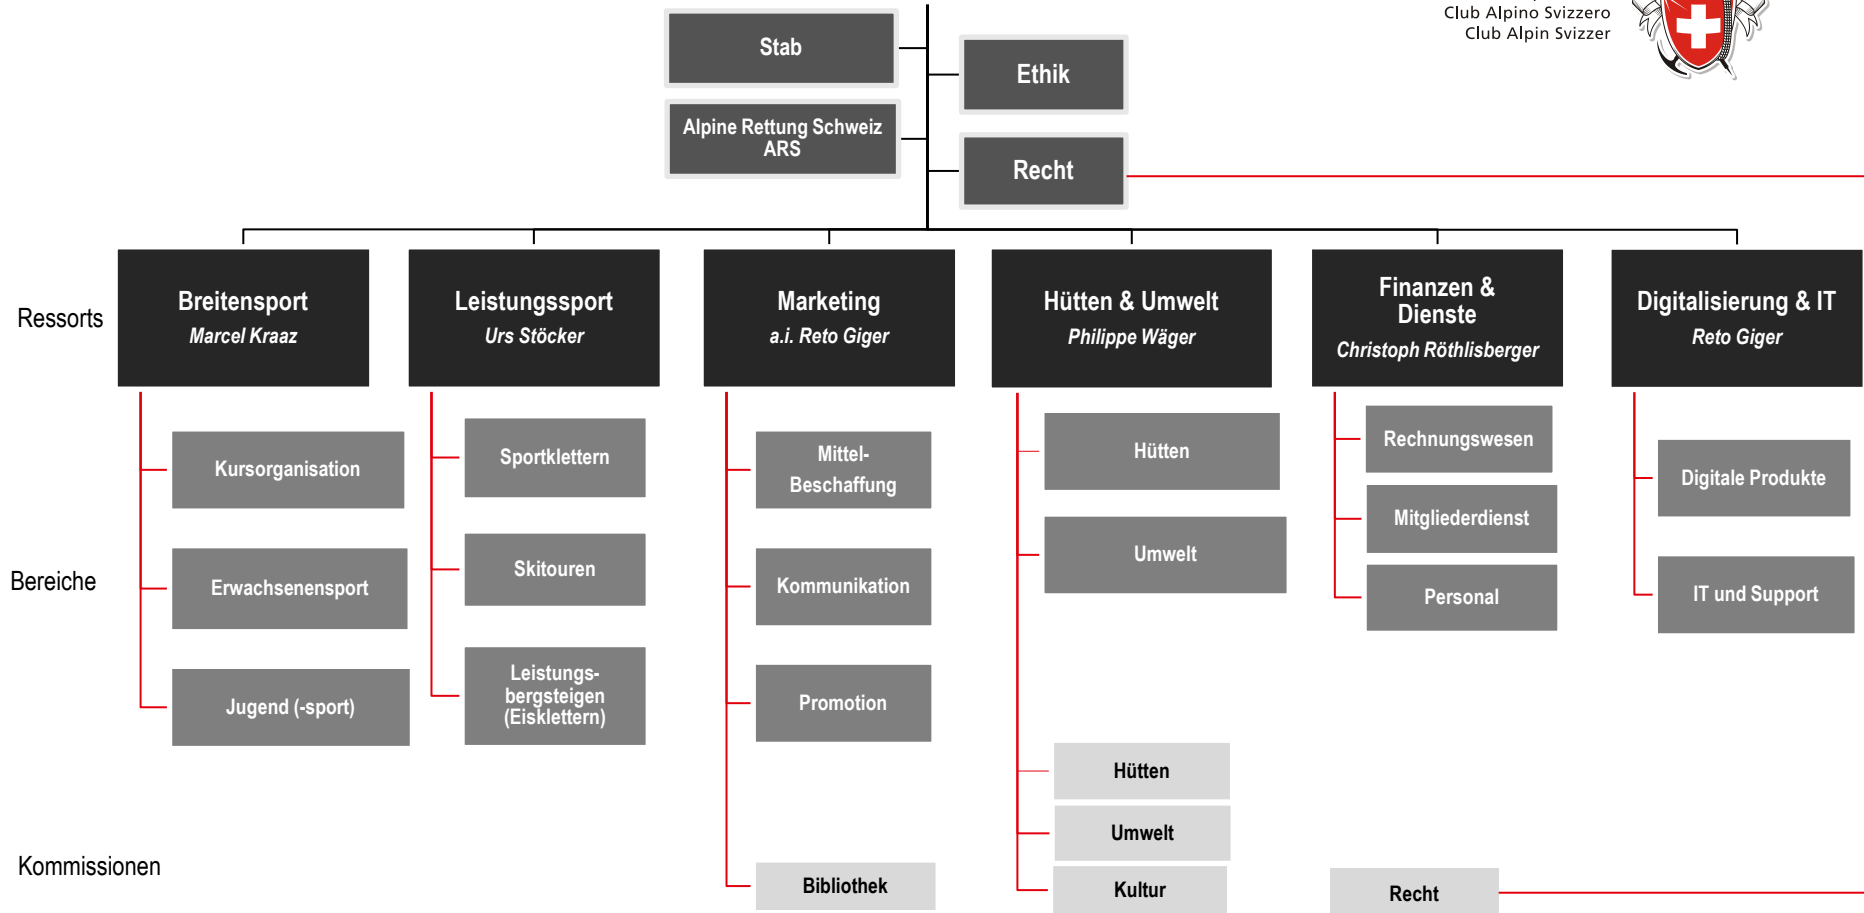 Club Alpino Svizzero
Club Alpin Svizzer
Stab
Ethik
Alpine Rettung Schweiz
ARS
Recht
Ressorts
Breitensport
Marcel Kraaz
Leistungssport
Urs Stöcker
Marketing
a.i. Reto Giger
Hütten & Umwelt
Philippe Wäger
Finanzen &
Dienste
Christoph Röthlisberger
Digitalisierung & IT
Reto Giger
Bereiche
Kursorganisation
Erwachsenensport
Jugend (-sport)
Sportklettern
Skitouren
Leistungs-
bergsteigen
(Eisklettern)
Mittel-
Beschaffung
Kommunikation
Promotion
Hütten
Umwelt
Rechnungswesen
Mitgliederdienst
Personal
Digitale Produkte
IT und Support
Kommissionen
Bibliothek
Hütten
Umwelt
Kultur
Recht